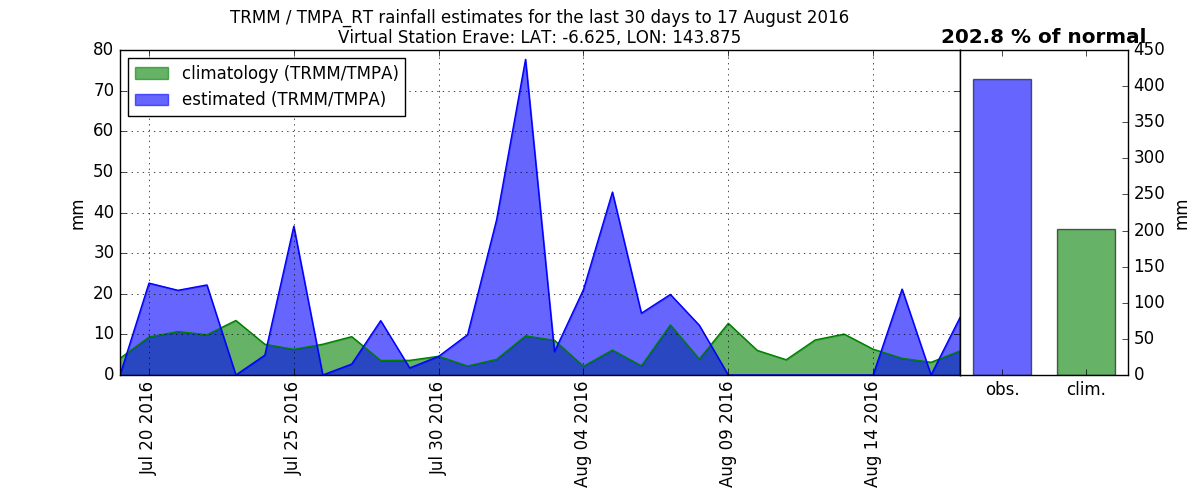 TRMM / TMPA_RT rainfall estimates for the last 30 days to 17 August 2016
Virtual Station Erave: LAT: -6.625, LON: 143.875
202.8 % of normal
climatology (TRMM/TMPA)
estimated (TRMM/TMPA)
mm
80
70
60
50
40
30
20
10
0
Jul 20 2016
Jul 25 2016
Jul 30 2016
Aug 04 2016
Aug 09 2016
Aug 14 2016
obs.
clim.
450
400
350
300
250
200
150
100
50
0
mm